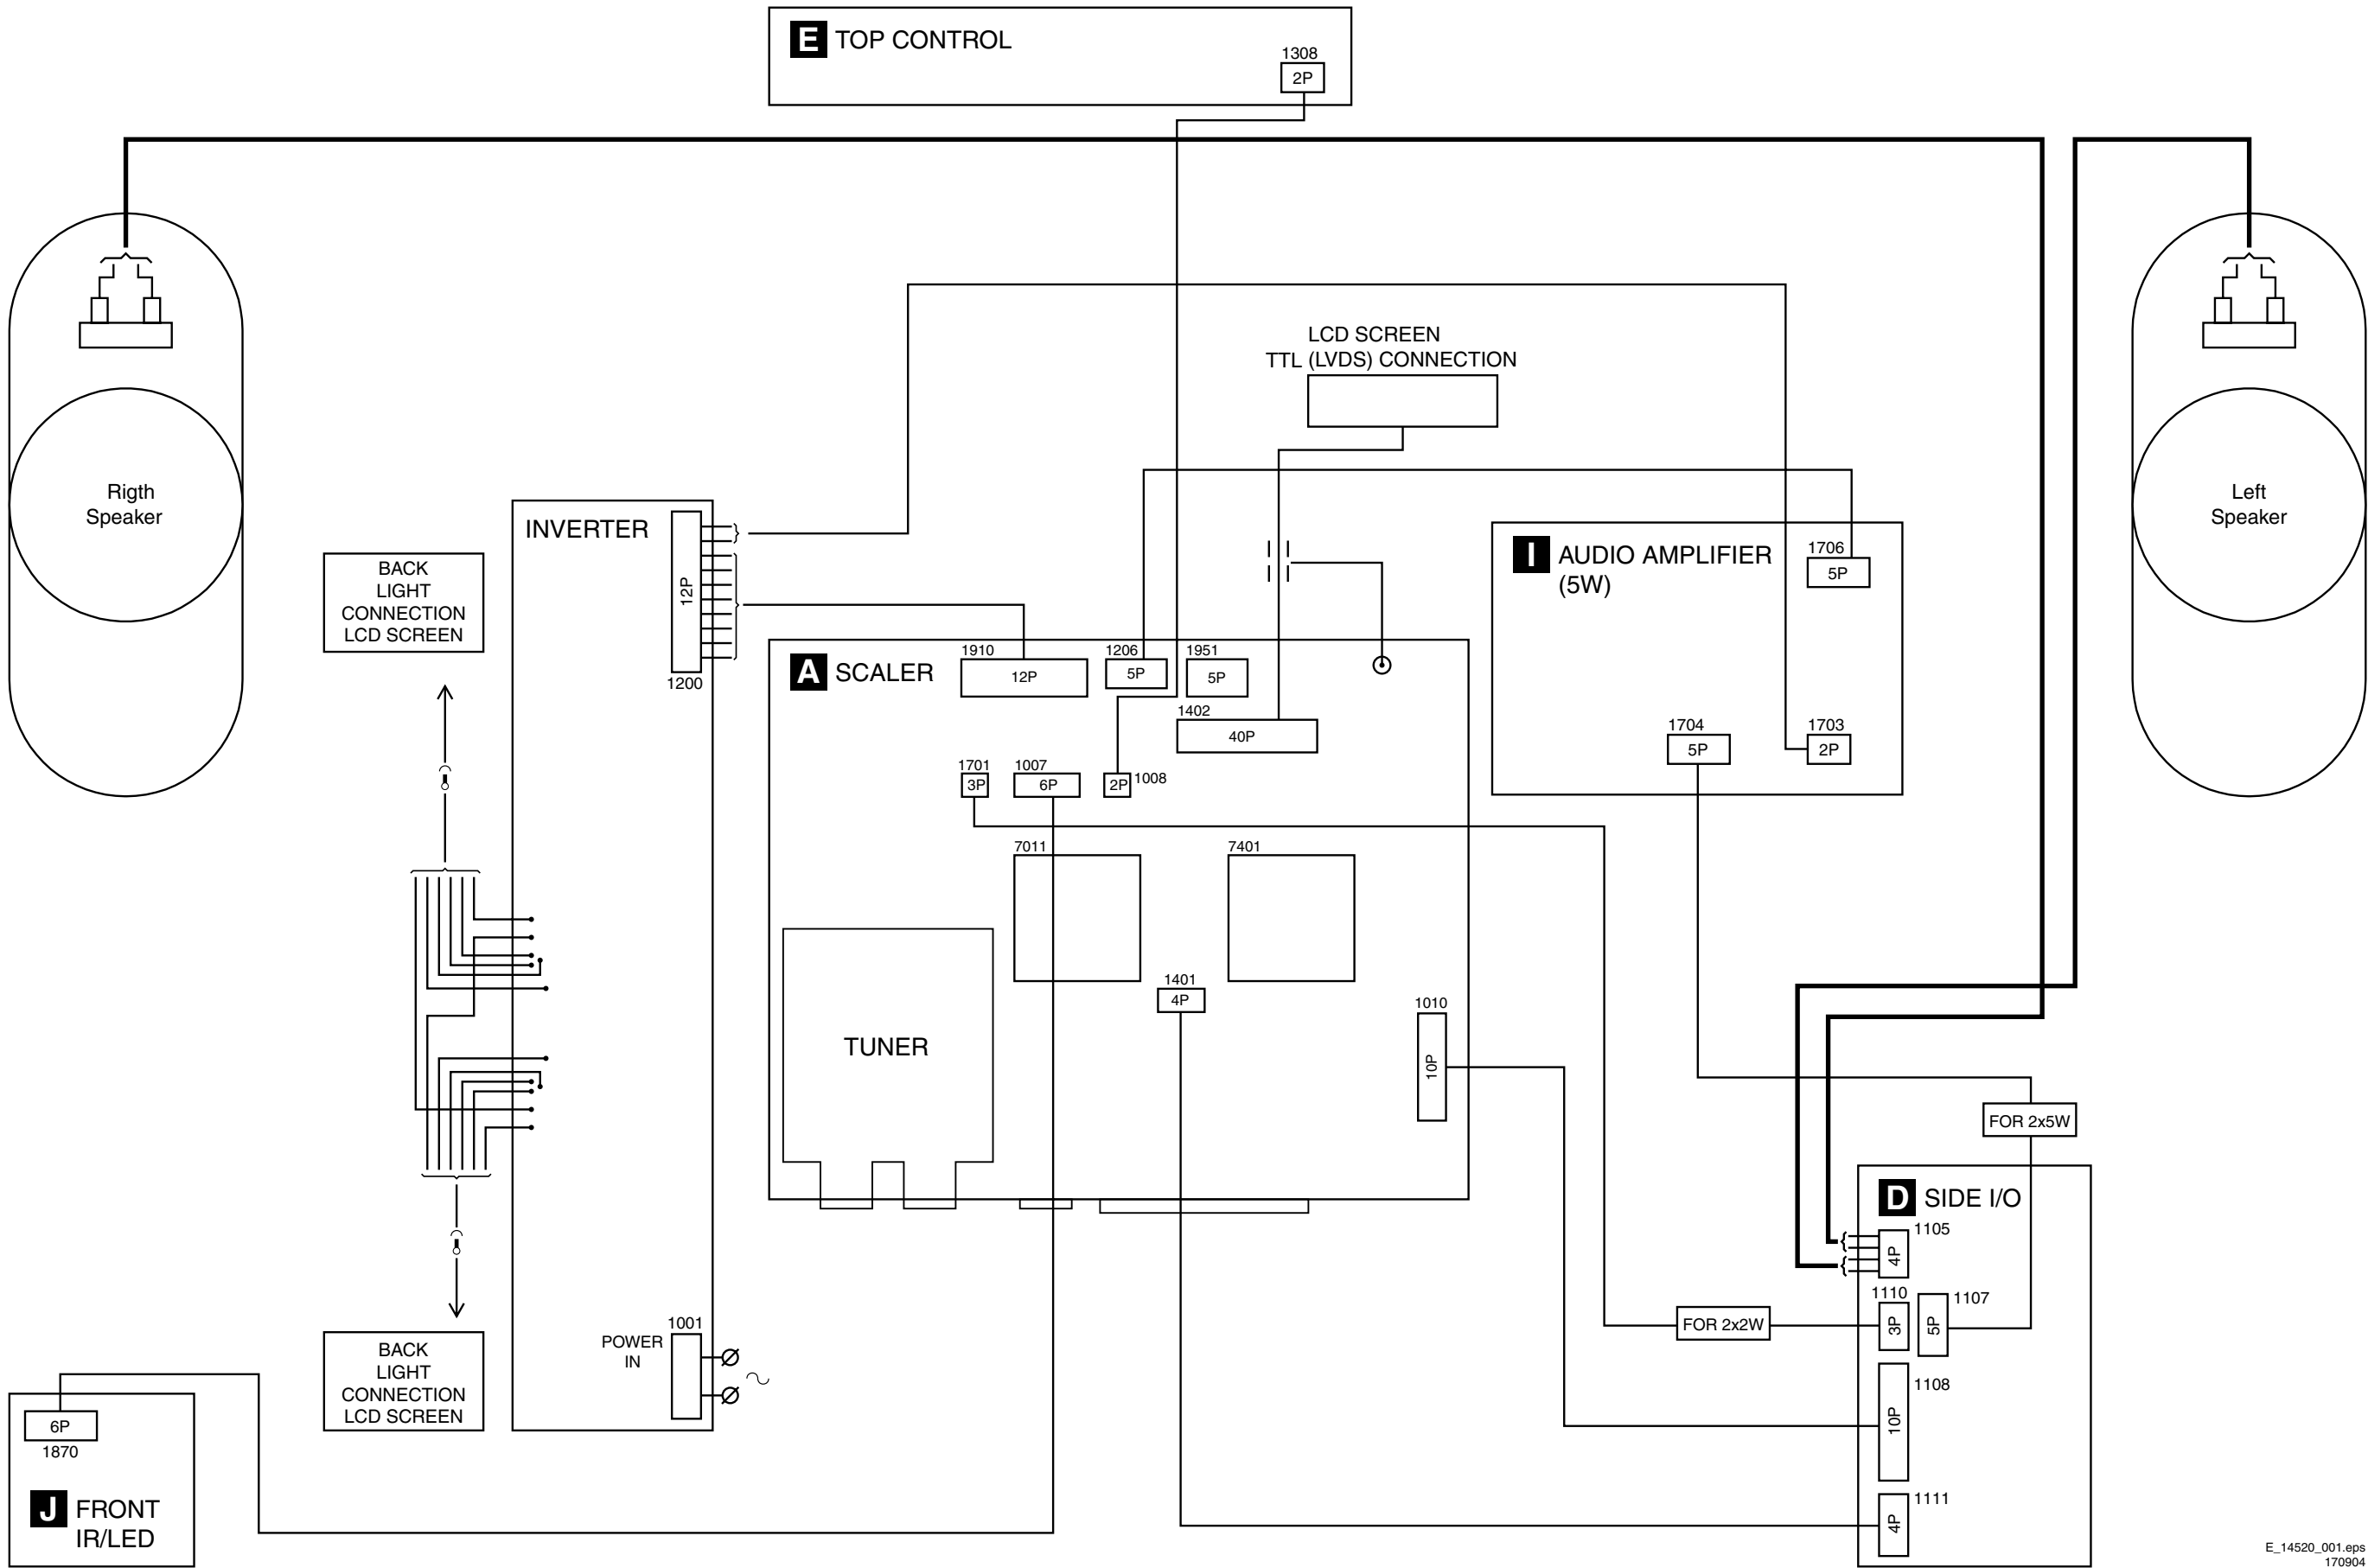 E TOP CONTROL
1308
2P
LCD SCREEN
TTL (LVDS) CONNECTION
Rigth
Speaker
Left
Speaker
INVERTER
12P
1200
BACK
LIGHT
CONNECTION
LCD SCREEN
I AUDIO AMPLIFIER
(5W)
1706
5P
1704
5P
1703
2P
A SCALER
1910
12P
1206
5P
1951
5P
1402
40P
1701
3P
1007
6P
2P 1008
7011
7401
1401
4P
1010
10P
TUNER
FOR 2x5W
D SIDE I/O
1105
4P
1110
3P
1107
5P
FOR 2x2W
1108
10P
1111
4P
1001
POWER
IN
BACK
LIGHT
CONNECTION
LCD SCREEN
6P
1870
J FRONT
IR/LED
E_14520_001.eps
170904